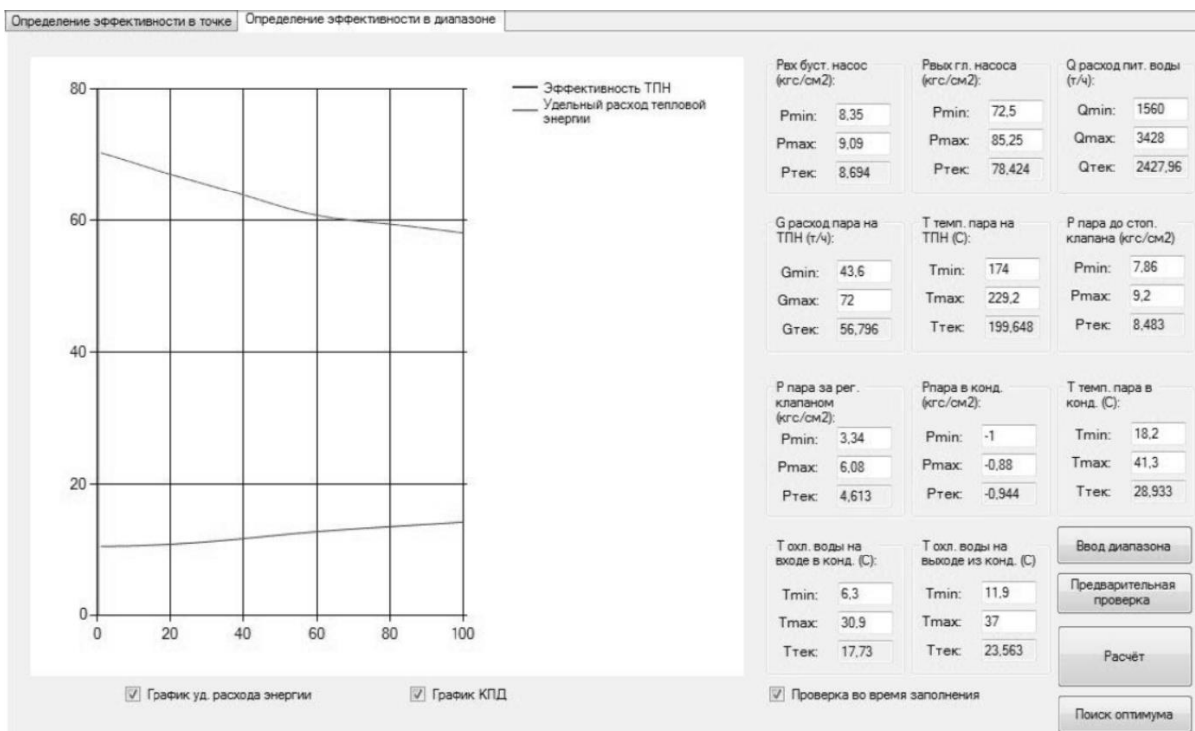 Определение эффективности в точке
Определение эффективности в диапазоне
80
60
40
20
0
0
20
40
60
80
100
Эффективность ТПН
Удельный расход тепловой
энергии
График уд. расхода энергии
График КПД
Pвх буст. насос
(кгс/см2):
Pmin: 8,35
Pmax: 9,09
Pтек: 8,694
Pвых гл. насоса
(кгс/см2):
Pmin: 72,5
Pmax: 85,25
Pтек: 78,424
Q расход пит. воды
(т/ч):
Qmin: 1560
Qmax: 3428
Qтек: 2427,96
G расход пара на
ТПН (т/ч):
Gmin: 43,6
Gmax: 72
Gтек: 56,796
T темп. пара на
ТПН (C):
Tmin: 174
Tmax: 229,2
Tтек: 199,648
P пара до стоп.
клапана (кгс/см2)
Pmin: 7,86
Pmax: 9,2
Pтек: 8,483
P пара за рег.
клапаном
(кгс/см2):
Pmin: 3,34
Pmax: 6,08
Pтек: 4,613
Pпара в конд.
(кгс/см2):
Pmin: -1
Pmax: -0,88
Pтек: -0,944
T темп. пара в
конд. (C):
Tmin: 18,2
Tmax: 41,3
Tтек: 28,933
T охл. воды на
входе в конд. (C):
Tmin: 6,3
Tmax: 30,9
Tтек: 17,73
T охл. воды на
выходе из конд. (C)
Tmin: 11,9
Tmax: 37
Tтек: 23,563
Ввод диапазона
Предварительная
проверка
Расчёт
Поиск оптимума
Проверка во время заполнения